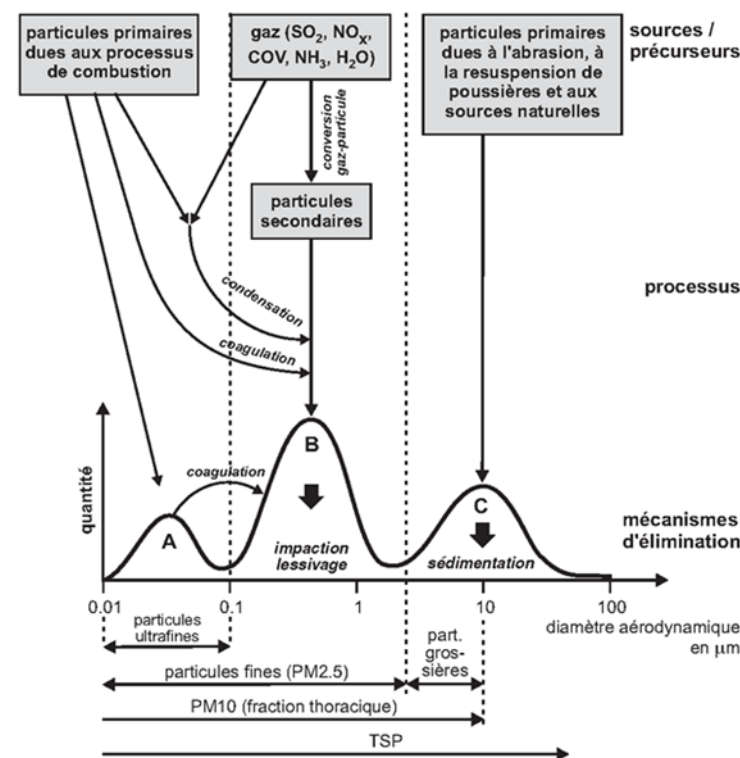 particules primaires
dues aux processus
de combustion
gaz (SO₂, NOₓ,
COV, NH₃, H₂O)
particules primaires
dues à l'abrasion, à
la resuspension de
poussières et aux
sources naturelles
sources /
précurseurs
conversion
gaz-particule
particules
secondaires
processus
condensation
coagulation
quantité
coagulation
A
B
C
impaction
lessivage
sédimentation
mécanismes
d'élimination
0.01
0.1
1
10
100
diamètre aérodynamique
en µm
particules
ultrafines
part.
gros-
sières
particules fines (PM2.5)
PM10 (fraction thoracique)
TSP